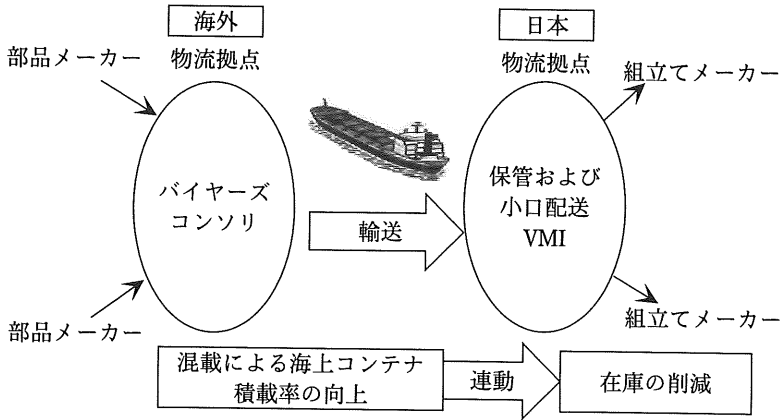 海外
日本
部品メーカー
物流拠点
物流拠点
組立てメーカー
バイヤーズ
コンソリ
輸送
保管および
小口配送
VMI
部品メーカー
組立てメーカー
混載による海上コンテナ
積載率の向上
連動
在庫の削減